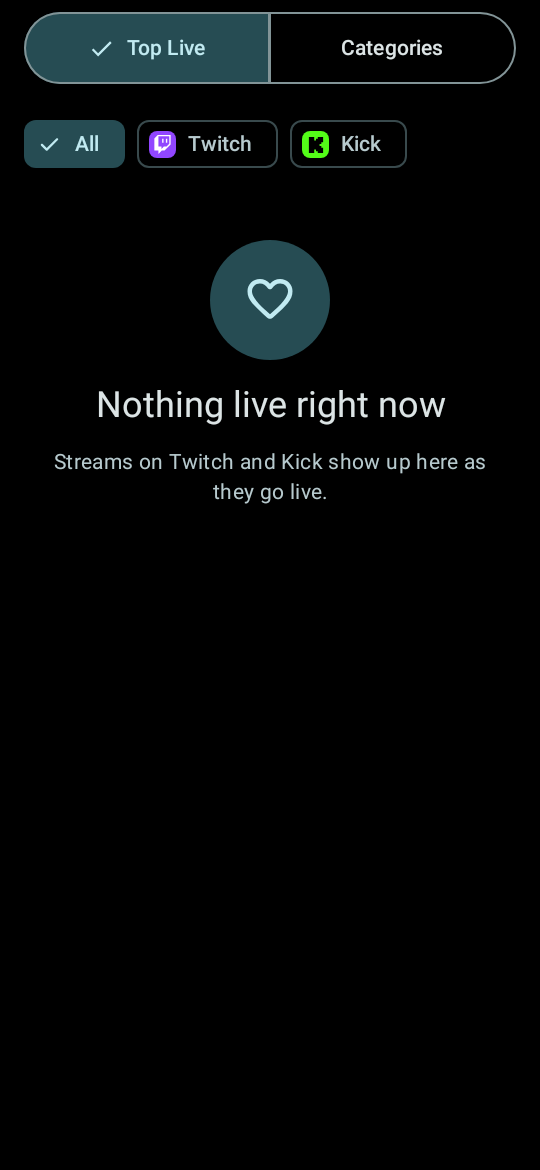 Top Live
Categories
All
Twitch
Kick
Nothing live right now
Streams on Twitch and Kick show up here as
they go live.